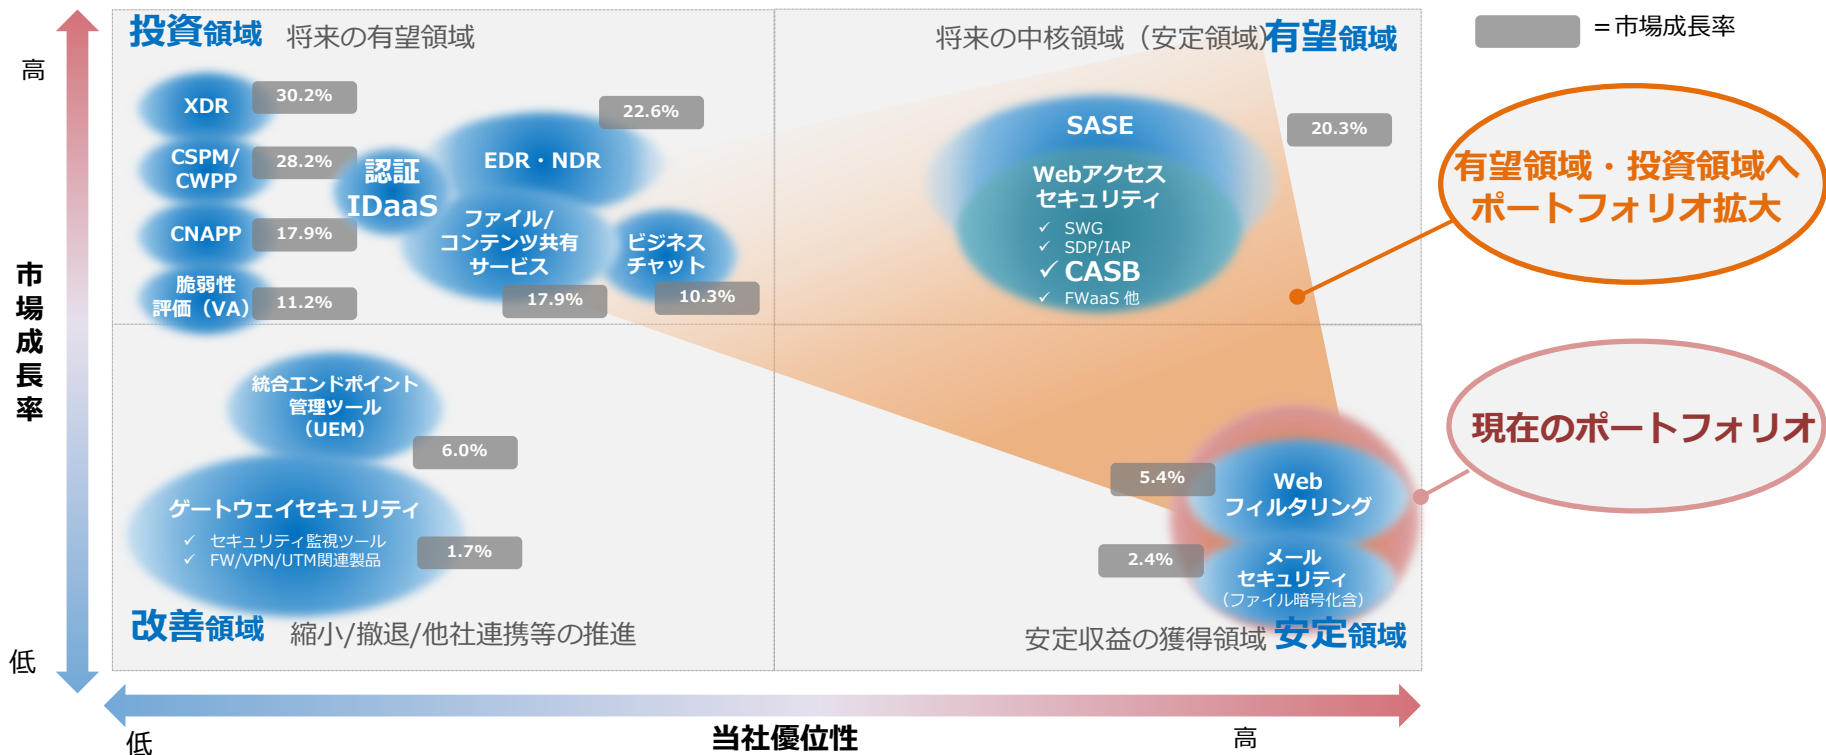 投資領域 将来の有望領域
将来の中核領域（安定領域）有望領域
＝市場成長率
高
XDR
30.2%
CSPM/
CWPP
28.2%
CNAPP
17.9%
脆弱性
評価（VA）
11.2%
認証
IDaaS
EDR・NDR
22.6%
ファイル/
コンテンツ共有
サービス
17.9%
ビジネス
チャット
10.3%
SASE
20.3%
Webアクセス
セキュリティ
✓ SWG
✓ SDP/IAP
✓ CASB
✓ FWaaS 他
有望領域・投資領域へ
ポートフォリオ拡大
市場成長率
統合エンドポイント
管理ツール
（UEM）
6.0%
ゲートウェイセキュリティ
✓ セキュリティ監視ツール
✓ FW/VPN/UTM関連製品
1.7%
改善領域 縮小/撤退/他社連携等の推進
5.4%
Web
フィルタリング
2.4%
メール
セキュリティ
（ファイル暗号化含）
安定収益の獲得領域 安定領域
現在のポートフォリオ
低
低
当社優位性
高